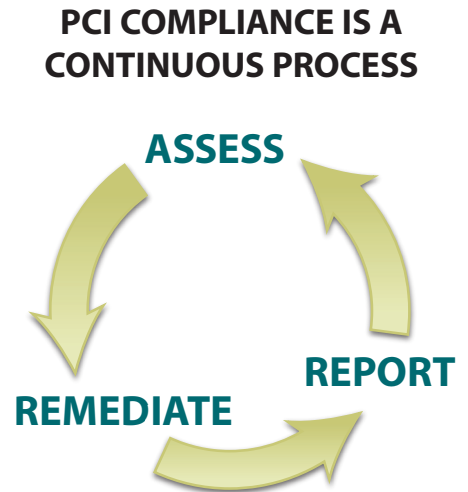 PCI COMPLIANCE IS A
CONTINUOUS PROCESS
ASSESS
REPORT
REMEDIATE